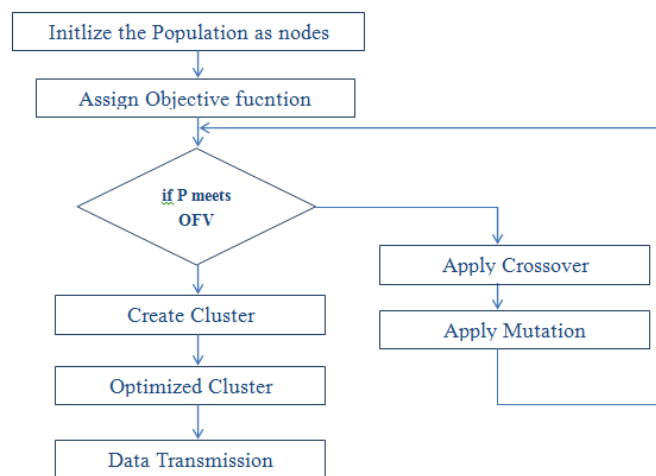 Initlize the Population as nodes
Assign Objective fucntion
if P meets
OFV
Apply Crossover
Create Cluster
Apply Mutation
Optimized Cluster
Data Transmission